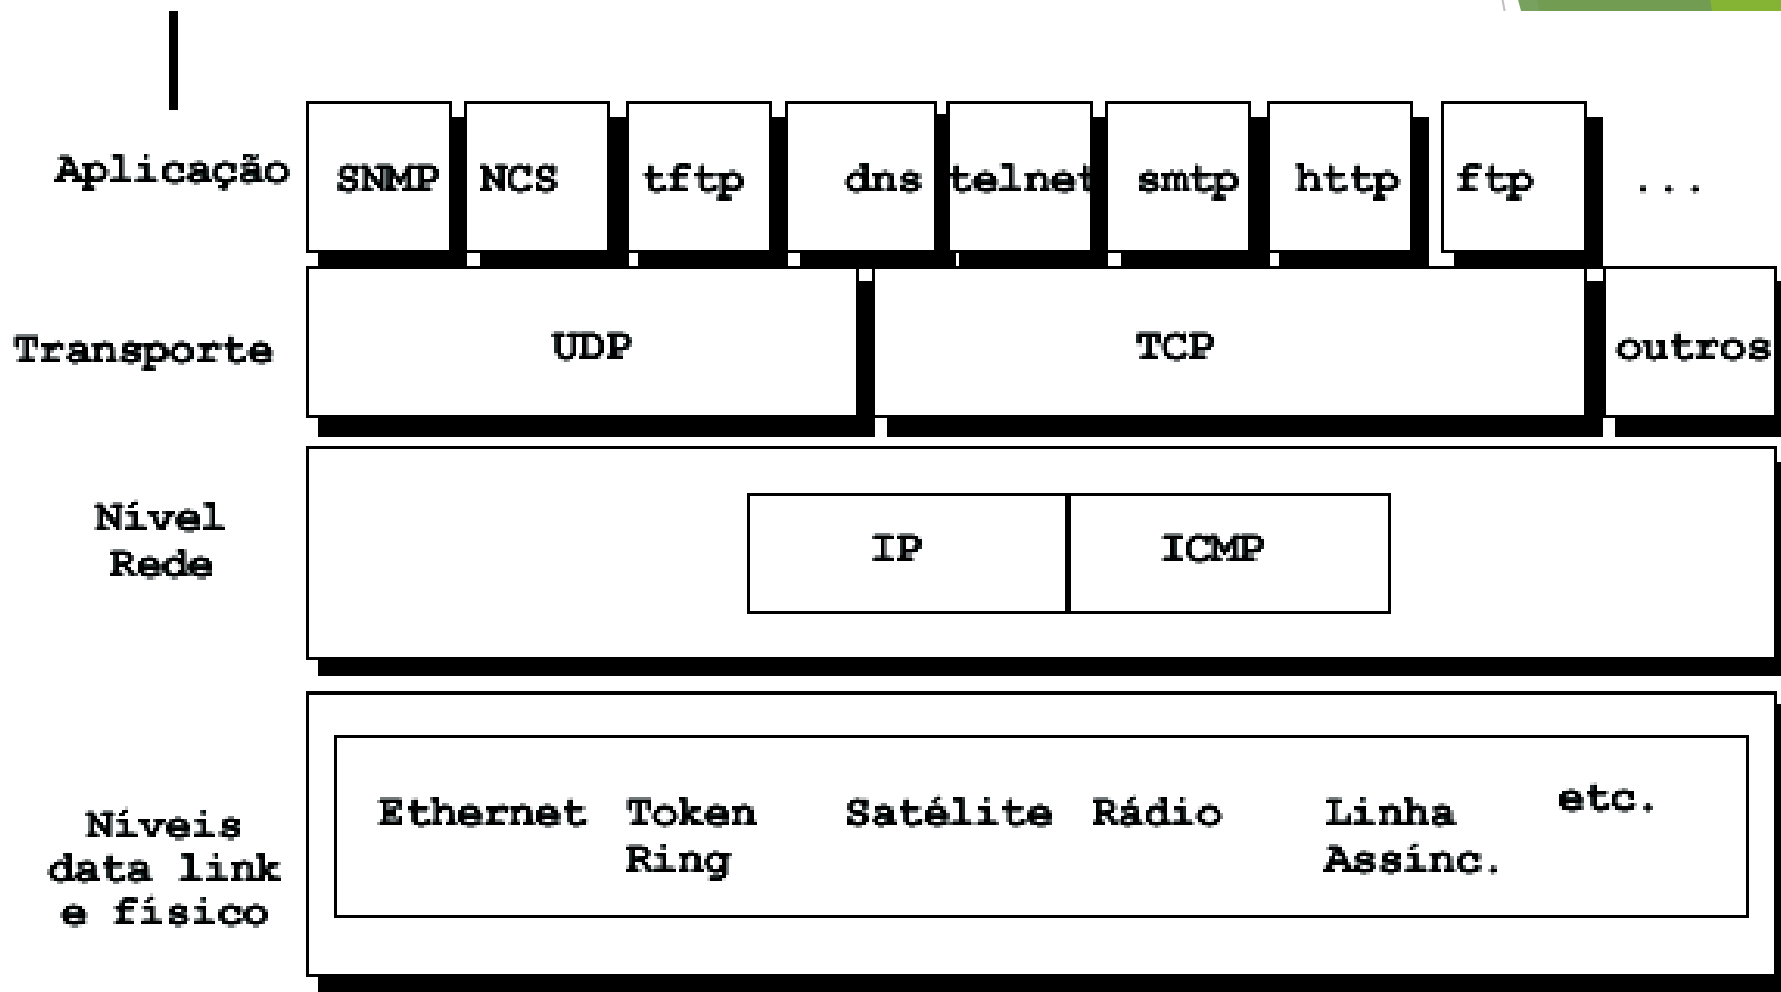 Aplicação
SNMP NCS tftp dns telnet smtp http ftp ...
Transporte
UDP TCP outros
Nível
Rede
IP ICMP
Níveis
data link
e físico
Ethernet Token Satélite Rádio Linha etc.
Ring Assínc.